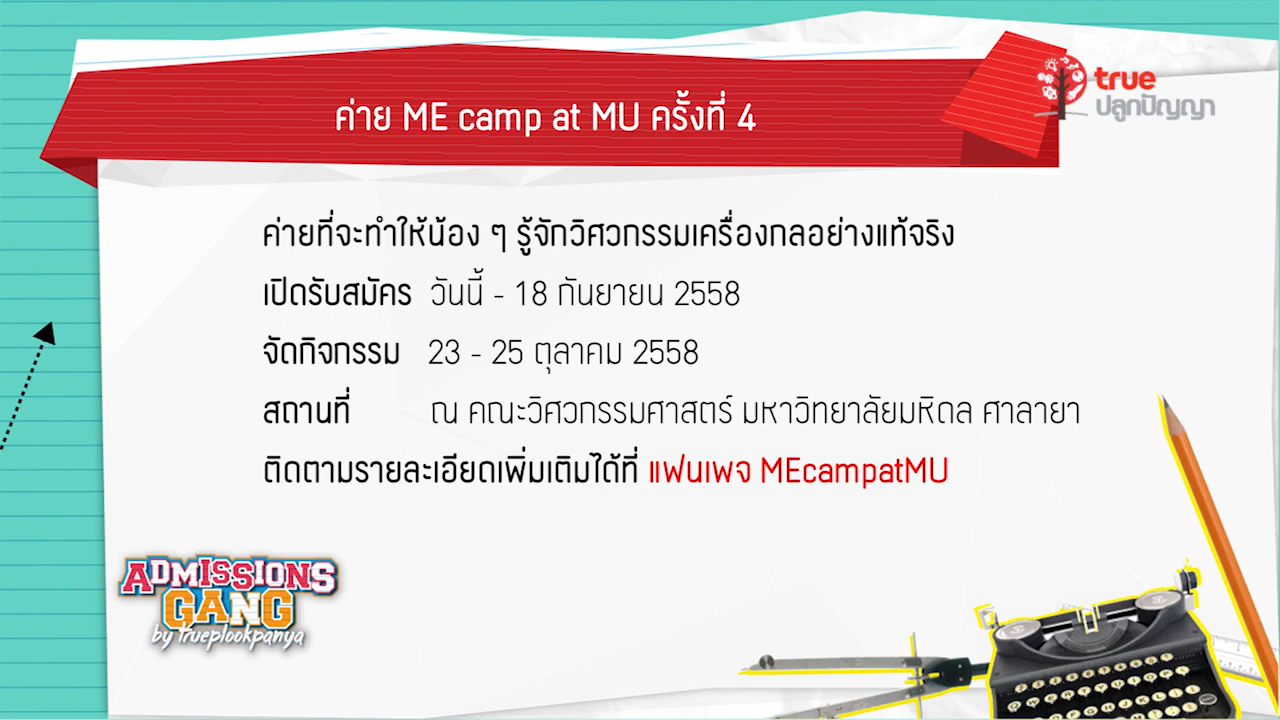 ค่าย ME camp at MU ครั้งที่ 4
true
ปลูกปัญญา
ค่ายที่จะทำให้น้อง ๆ รู้จักวิศวกรรมเครื่องกลอย่างแท้จริง
เปิดรับสมัคร วันนี้ - 18 กันยายน 2558
จัดกิจกรรม 23 - 25 ตุลาคม 2558
สถานที่ ณ คณะวิศวกรรมศาสตร์ มหาวิทยาลัยมหิดล ศาลายา
ติดตามรายละเอียดเพิ่มเติมได้ที่ แฟนเพจ MEcampatMU
ADMISSIONS
GANG
by trueplookpanya